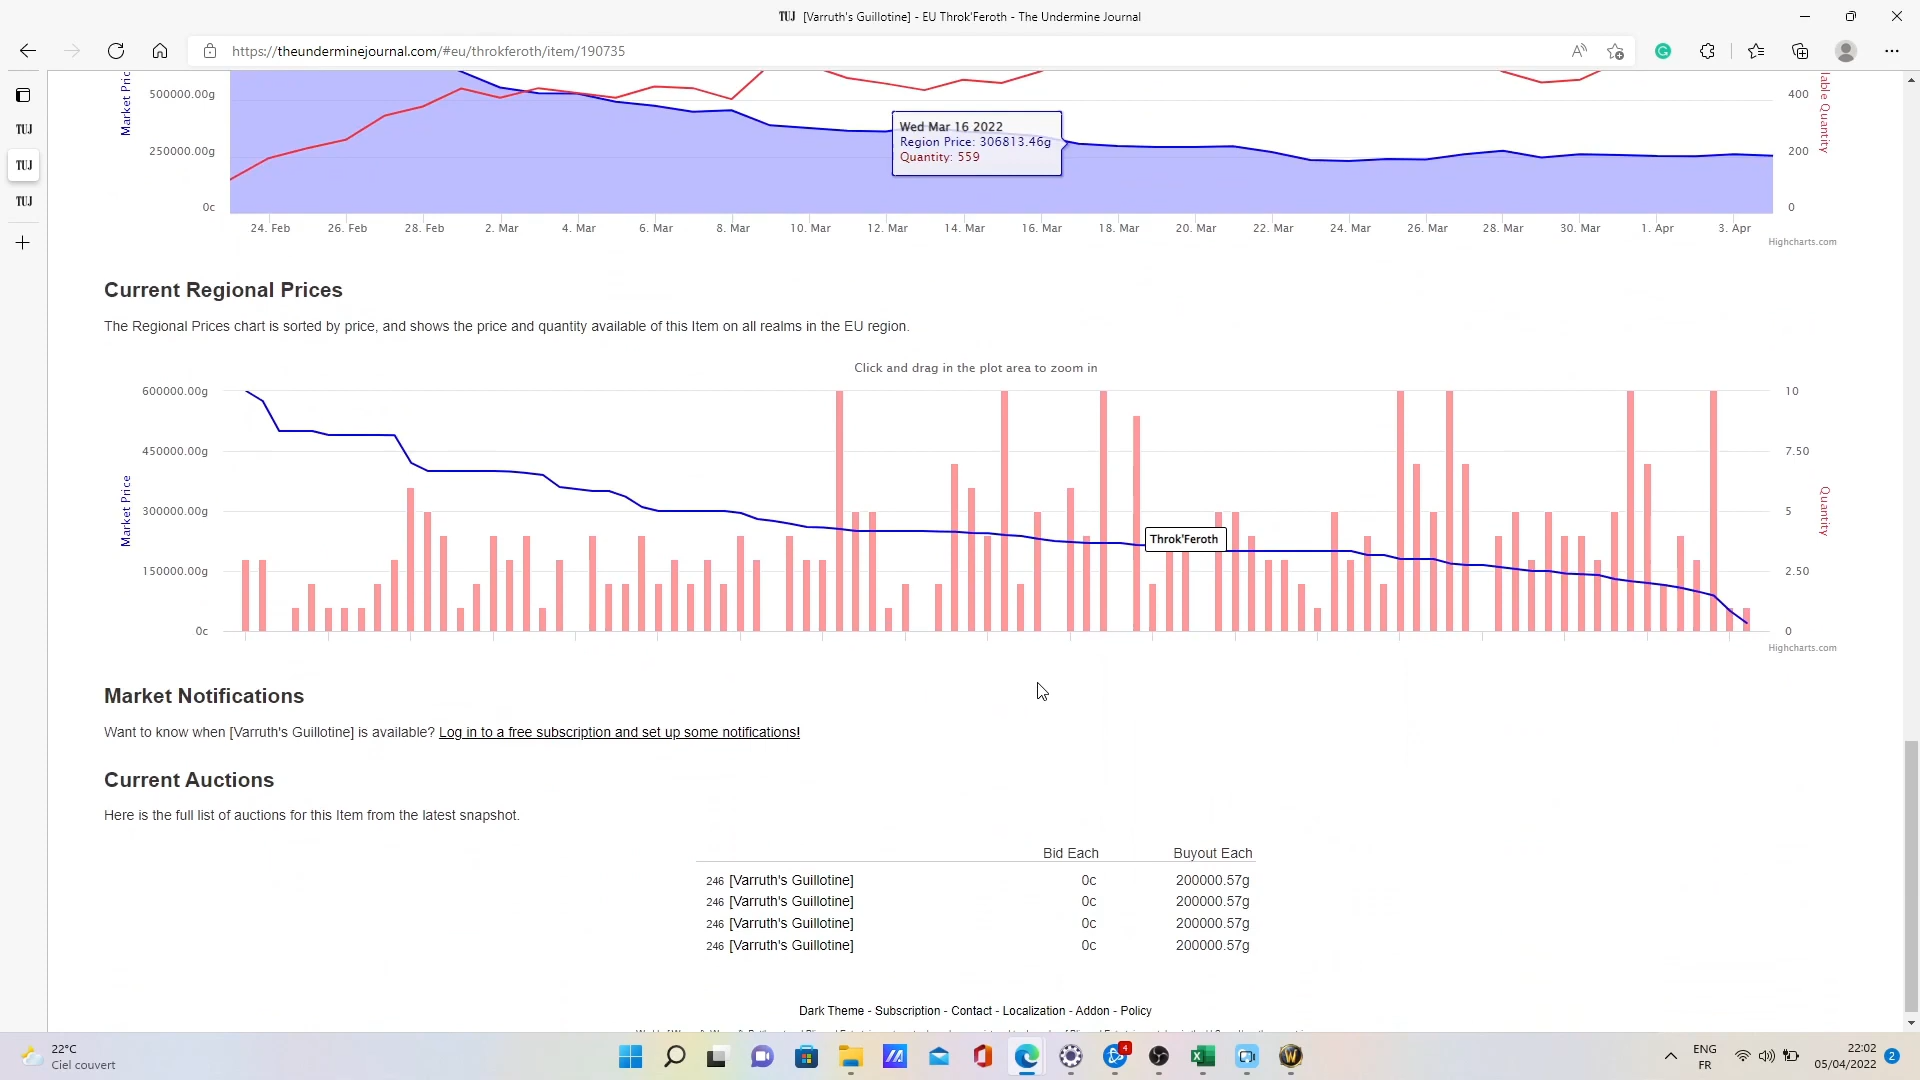 TUJ [Varruth's Guillotine] - EU Throk'Feroth - The Undermine Journal
https://theunderminejournal.com/#eu/throkferoth/item/190735
TUJ
TUJ
TUJ
Market Pric
500000.00g
250000.00g
0c
Wed Mar 16 2022
Region Price: 306813.46g
Quantity: 559
400
200
0
lable Quantity
24. Feb 26. Feb 28. Feb 2. Mar 4. Mar 6. Mar 8. Mar 10. Mar 12. Mar 14. Mar 16. Mar 18. Mar 20. Mar 22. Mar 24. Mar 26. Mar 28. Mar 30. Mar 1. Apr 3. Apr
Highcharts.com
Current Regional Prices
The Regional Prices chart is sorted by price, and shows the price and quantity available of this Item on all realms in the EU region.
Click and drag in the plot area to zoom in
Market Price
600000.00g
450000.00g
300000.00g
150000.00g
0c
Throk'Feroth
10
7.50
5
2.50
0
Quantity
Highcharts.com
Market Notifications
Want to know when [Varruth's Guillotine] is available? Log in to a free subscription and set up some notifications!
Current Auctions
Here is the full list of auctions for this Item from the latest snapshot.
Bid Each Buyout Each
246 [Varruth's Guillotine] 0c 200000.57g
246 [Varruth's Guillotine] 0c 200000.57g
246 [Varruth's Guillotine] 0c 200000.57g
246 [Varruth's Guillotine] 0c 200000.57g
Dark Theme - Subscription - Contact - Localization - Addon - Policy
22°C
Ciel couvert
4
ENG
FR
22:02
05/04/2022
2